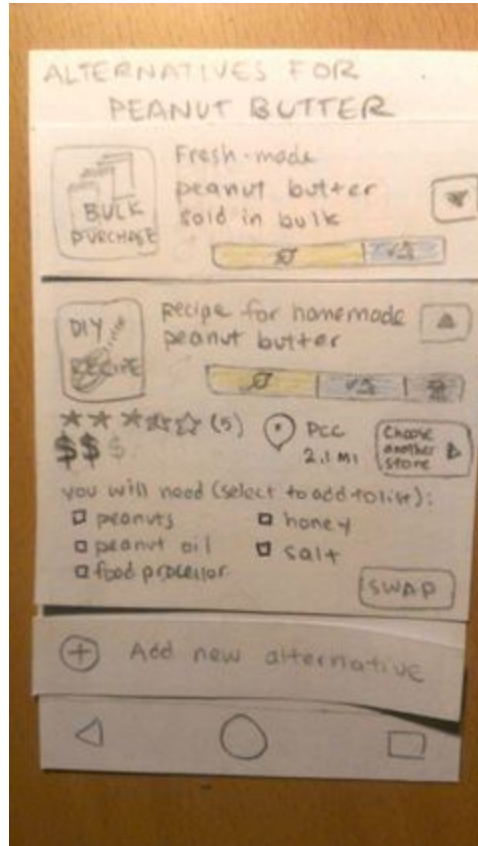 ALTERNATIVES FOR
PEANUT BUTTER
BULK
PURCHASE
Fresh-made
peanut butter
sold in bulk
DIY
RECIPE
Recipe for homemade
peanut butter
(5)
$$$
PCC
2.1 MI
Choose
another
store
you will need (select to add to list):
peanuts
honey
peanut oil
salt
food processor
SWAP
+ Add new alternative